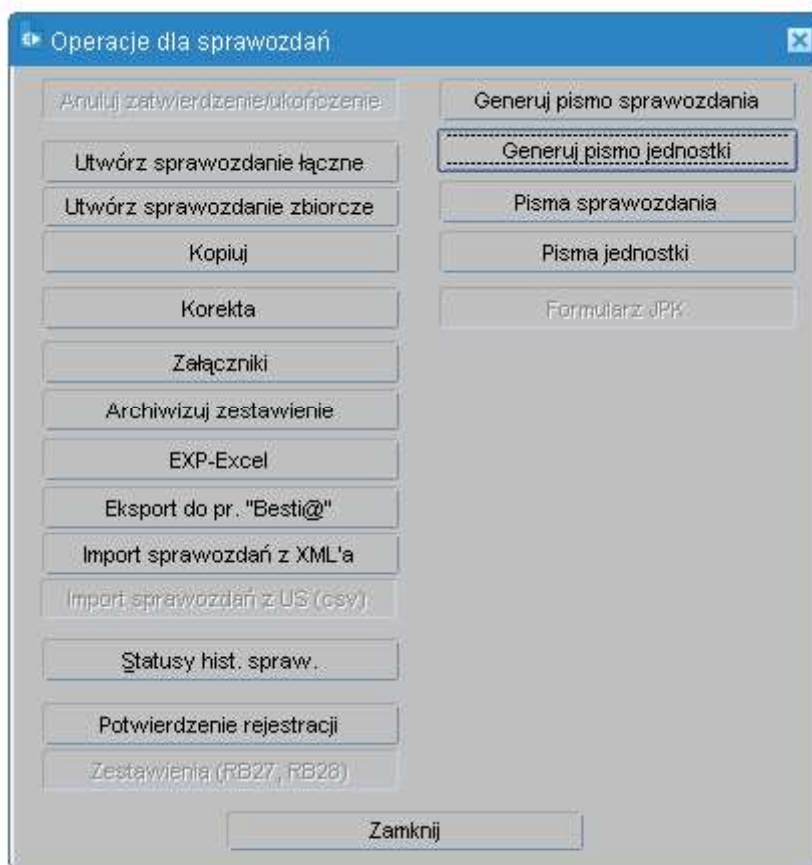 Operacje dla sprawozdań
Anuluj zatwierdzenie/ukończenie
Utwórz sprawozdanie łączne
Utwórz sprawozdanie zbiorcze
Kopiuj
Korekta
Załączniki
Archiwizuj zestawienie
EXP-Excel
Eksport do pr. "Besti@"
Import sprawozdań z XML'a
Import sprawozdań z US (csv)
Statusy hist. spraw.
Potwierdzenie rejestracji
Zestawienia (RB27, RB28)
Generuj pismo sprawozdania
Generuj pismo jednostki
Pisma sprawozdania
Pisma jednostki
Formularz JPK
Zamknij